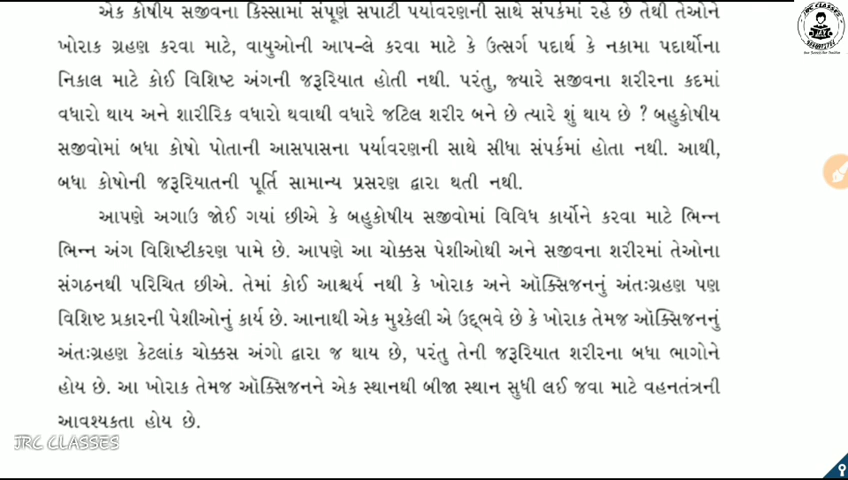 એક કોષીય સજીવના કિસ્સામાં સંપૂર્ણ સપાટી પર્યાવરણની સાથે સંપર્કમાં રહે છે તેથી તેઓને
ખોરાક ગ્રહણ કરવા માટે, વાયુઓની આપ-લે કરવા માટે કે ઉત્સર્ગ પદાર્થ કે નકામા પદાર્થોના
નિકાલ માટે કોઈ વિશિષ્ટ અંગની જરૂરિયાત હોતી નથી. પરંતુ, જ્યારે સજીવના શરીરના કદમાં
વધારો થાય અને શારીરિક વધારો થવાથી વધારે જટિલ શરીર બને છે ત્યારે શું થાય છે ? બહુકોષીય
સજીવોમાં બધા કોષો પોતાની આસપાસના પર્યાવરણની સાથે સીધા સંપર્કમાં હોતા નથી. આથી,
બધા કોષોની જરૂરિયાતની પૂર્તિ સામાન્ય પ્રસરણ દ્વારા થતી નથી.
આપણે અગાઉ જોઈ ગયાં છીએ કે બહુકોષીય સજીવોમાં વિવિધ કાર્યોને કરવા માટે ભિન્ન
ભિન્ન અંગ વિશિષ્ટીકરણ પામે છે. આપણે આ ચોક્કસ પેશીઓથી અને સજીવના શરીરમાં તેઓના
સંગઠનથી પરિચિત છીએ. તેમાં કોઈ આશ્ચર્ય નથી કે ખોરાક અને ઑક્સિજનનું અંતઃગ્રહણ પણ
વિશિષ્ટ પ્રકારની પેશીઓનું કાર્ય છે. આનાથી એક મુશ્કેલી એ ઉદ્દભવે છે કે ખોરાક તેમજ ઑક્સિજનનું
અંતઃગ્રહણ કેટલાંક ચોક્કસ અંગો દ્વારા જ થાય છે, પરંતુ તેની જરૂરિયાત શરીરના બધા ભાગોને
હોય છે. આ ખોરાક તેમજ ઑક્સિજનને એક સ્થાનથી બીજા સ્થાન સુધી લઈ જવા માટે વહનતંત્રની
આવશ્યકતા હોય છે.
JRC CLASSES